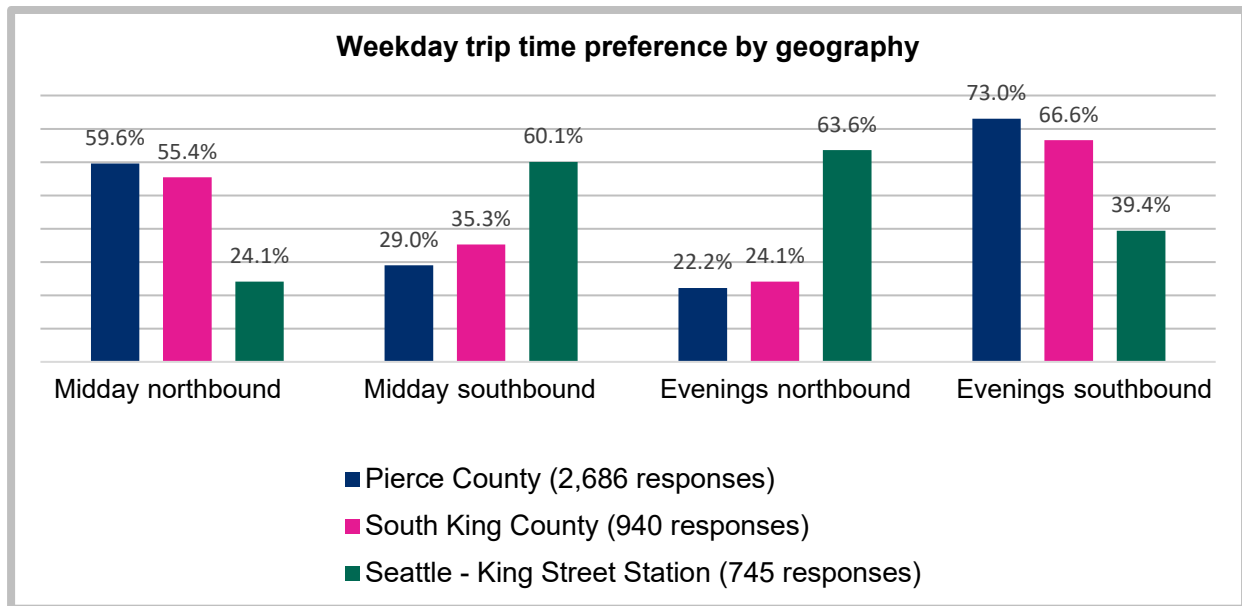 Weekday trip time preference by geography
59.6% 55.4% 24.1% 29.0% 35.3% 60.1% 22.2% 24.1% 63.6% 73.0% 66.6% 39.4%
Midday northbound Midday southbound Evenings northbound Evenings southbound
Pierce County (2,686 responses)
South King County (940 responses)
Seattle - King Street Station (745 responses)